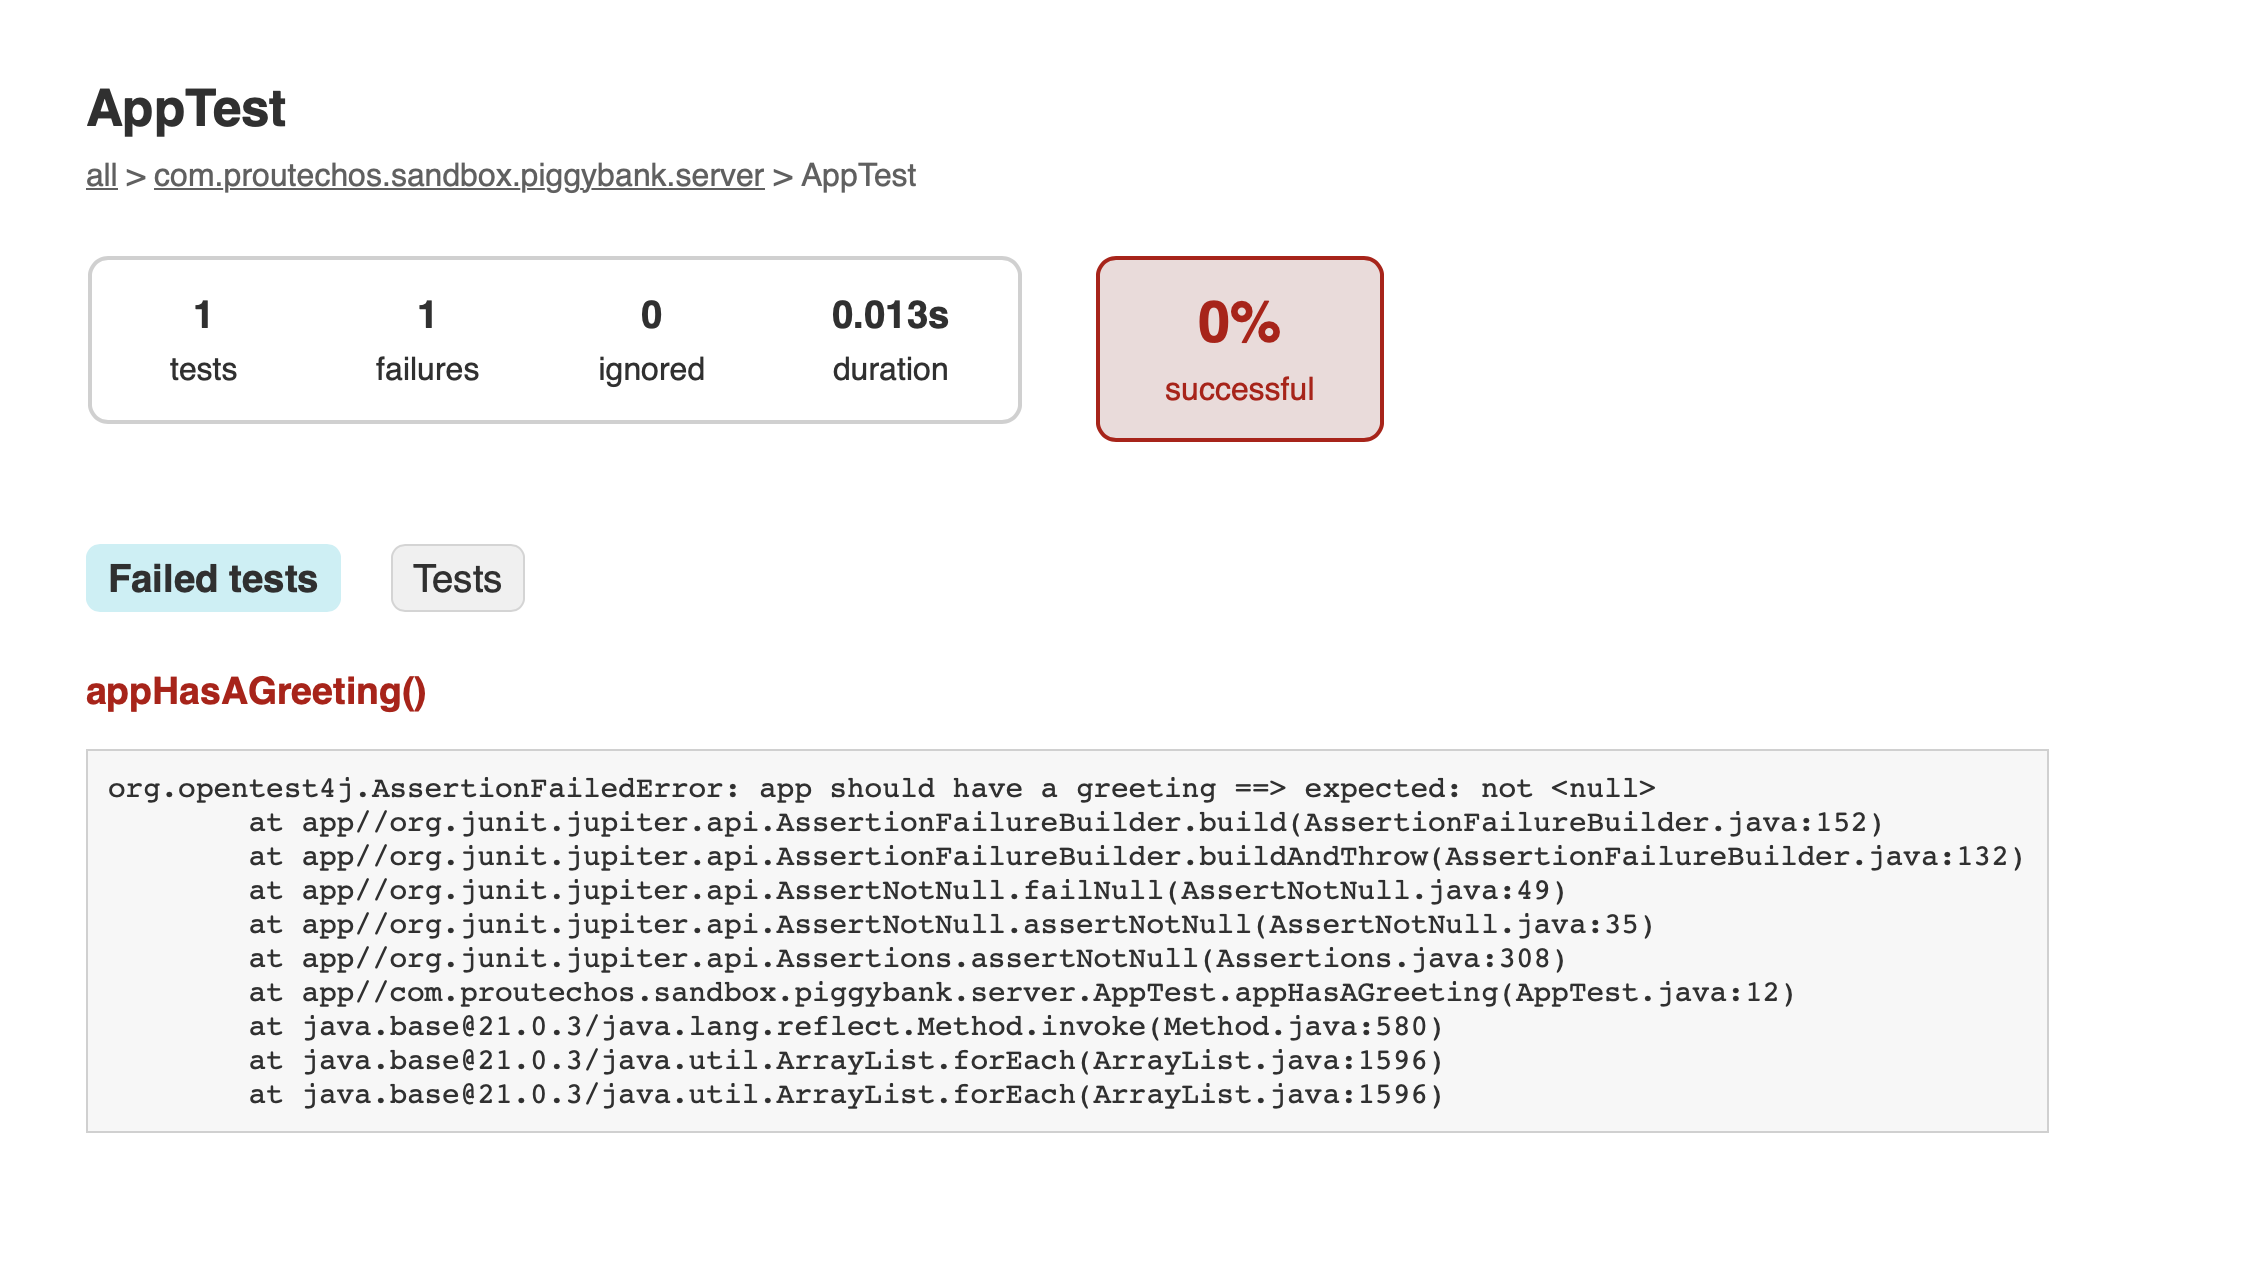 AppTest
all > com.proutechos.sandbox.piggybank.server > AppTest
1 1 0 0.013s
tests failures ignored duration
0%
successful
Failed tests Tests
appHasAGreeting()
org.opentest4j.AssertionFailedError: app should have a greeting ==> expected: not <null>
at app//org.junit.jupiter.api.AssertionFailureBuilder.build(AssertionFailureBuilder.java:152)
at app//org.junit.jupiter.api.AssertionFailureBuilder.buildAndThrow(AssertionFailureBuilder.java:132)
at app//org.junit.jupiter.api.AssertNotNull.failNull(AssertNotNull.java:49)
at app//org.junit.jupiter.api.AssertNotNull.assertNotNull(AssertNotNull.java:35)
at app//org.junit.jupiter.api.Assertions.assertNotNull(Assertions.java:308)
at app//com.proutechos.sandbox.piggybank.server.AppTest.appHasAGreeting(AppTest.java:12)
at java.base@21.0.3/java.lang.reflect.Method.invoke(Method.java:580)
at java.base@21.0.3/java.util.ArrayList.forEach(ArrayList.java:1596)
at java.base@21.0.3/java.util.ArrayList.forEach(ArrayList.java:1596)